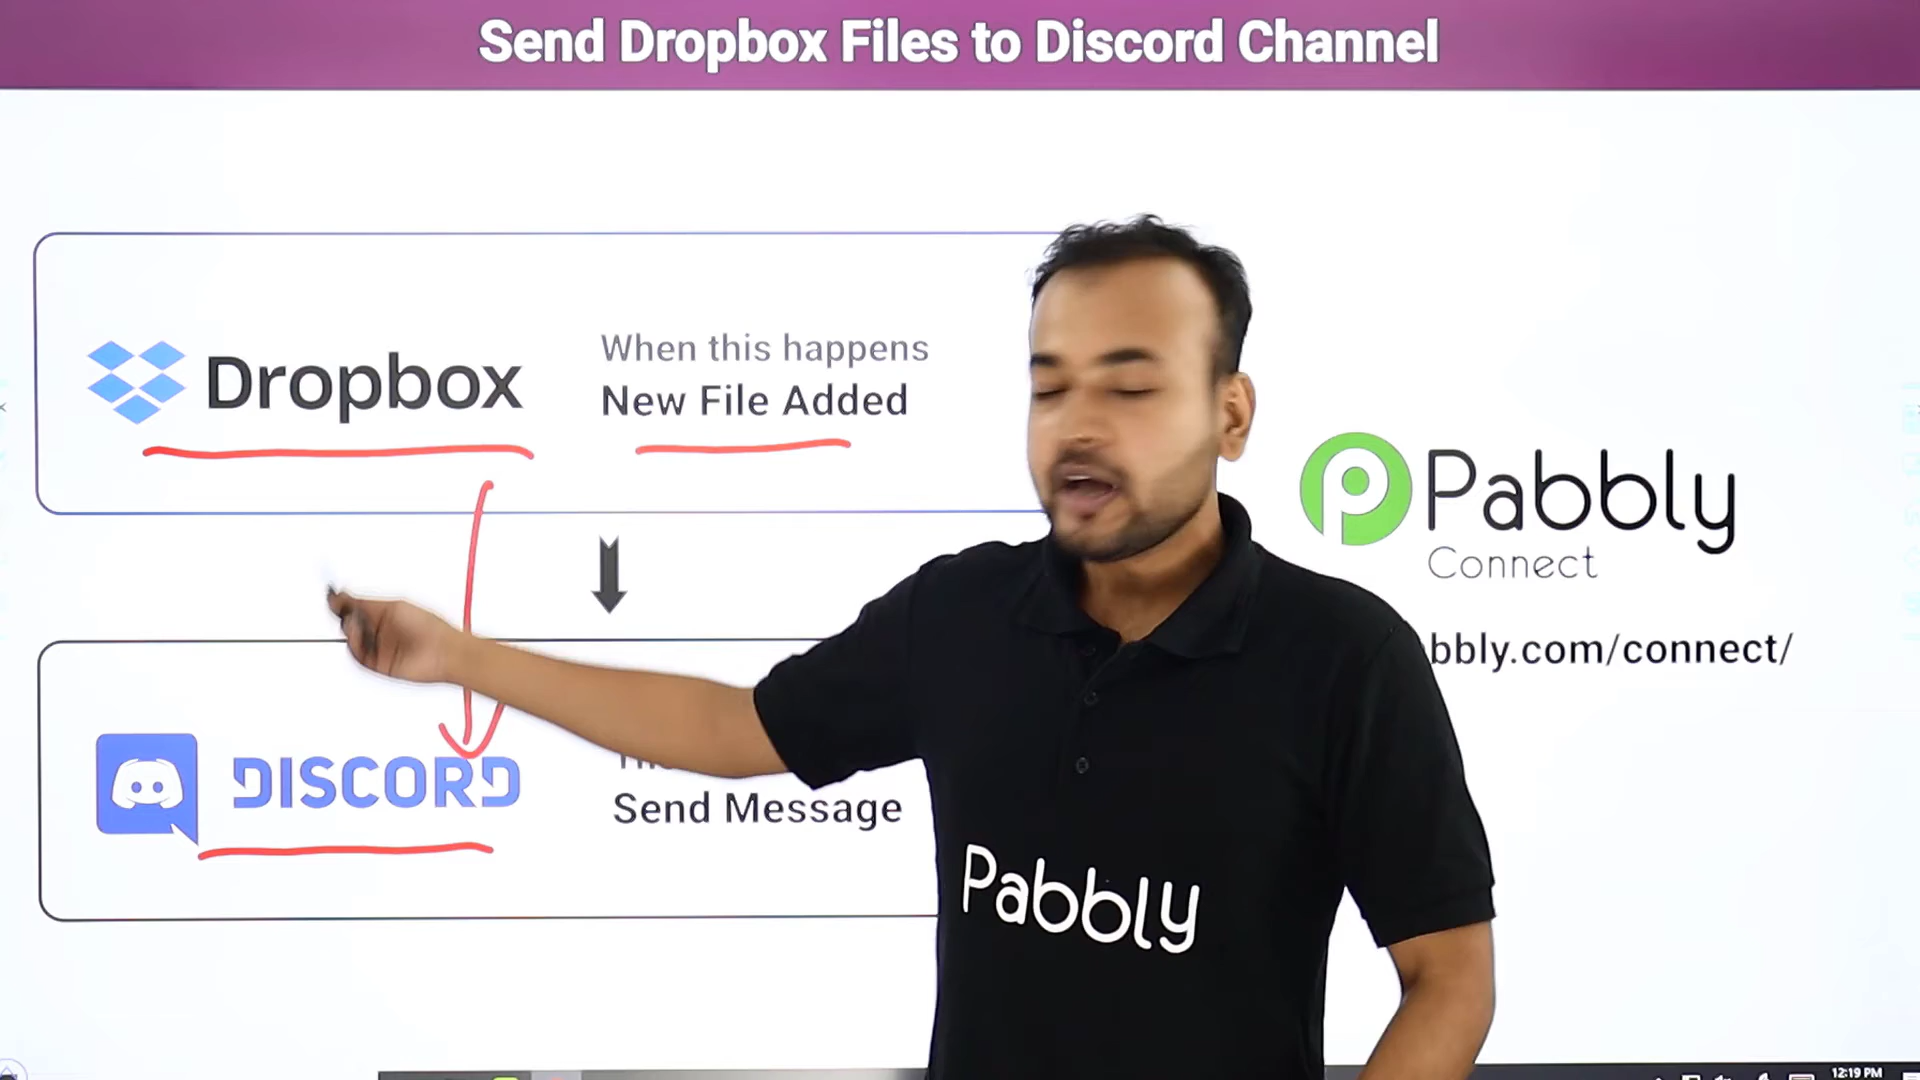 Send Dropbox Files to Discord Channel
Dropbox
When this happens
New File Added
Pabbly
Connect
bbly.com/connect/
DISCORD
Send Message
Pabbly
12:19 PM